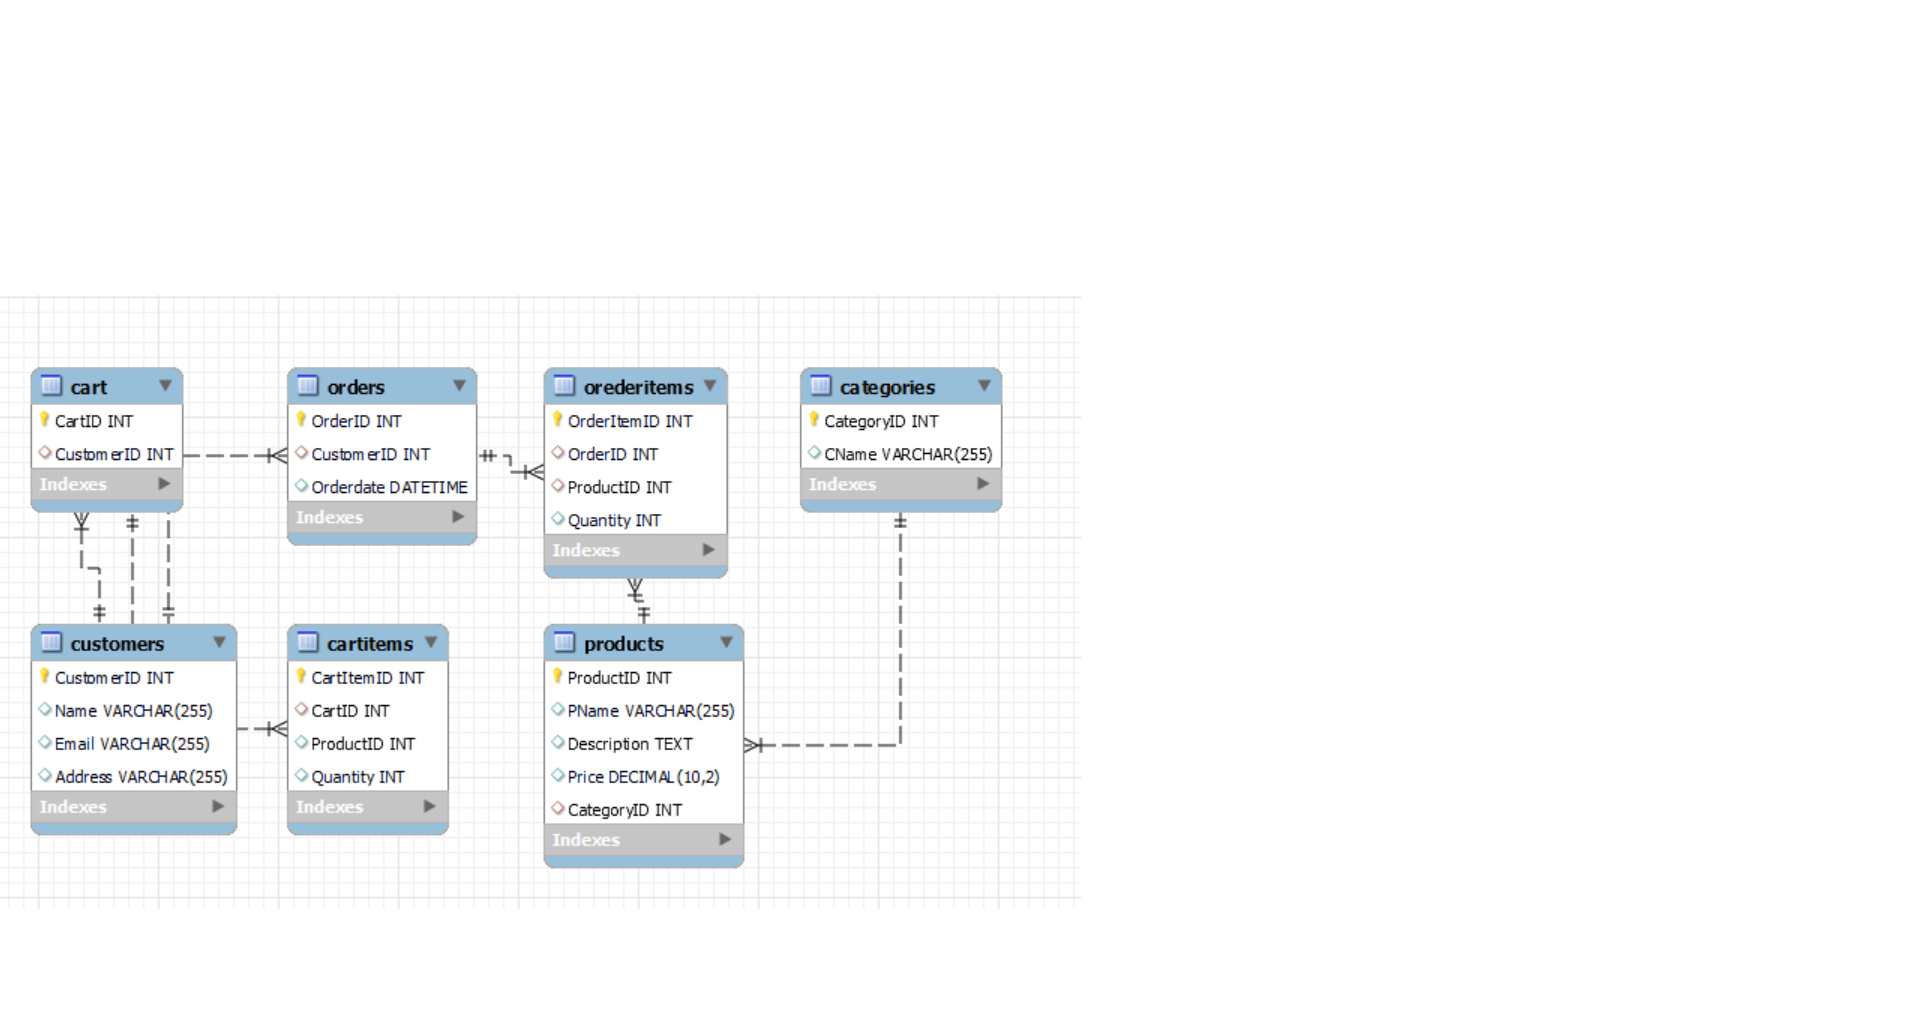 cart
CartID INT
CustomerID INT
Indexes
orders
OrderID INT
CustomerID INT
Orderdate DATETIME
Indexes
orederitems
OrderItemID INT
OrderID INT
ProductID INT
Quantity INT
Indexes
categories
CategoryID INT
CName VARCHAR(255)
Indexes
customers
CustomerID INT
Name VARCHAR(255)
Email VARCHAR(255)
Address VARCHAR(255)
Indexes
cartitems
CartItemID INT
CartID INT
ProductID INT
Quantity INT
Indexes
products
ProductID INT
PName VARCHAR(255)
Description TEXT
Price DECIMAL(10,2)
CategoryID INT
Indexes